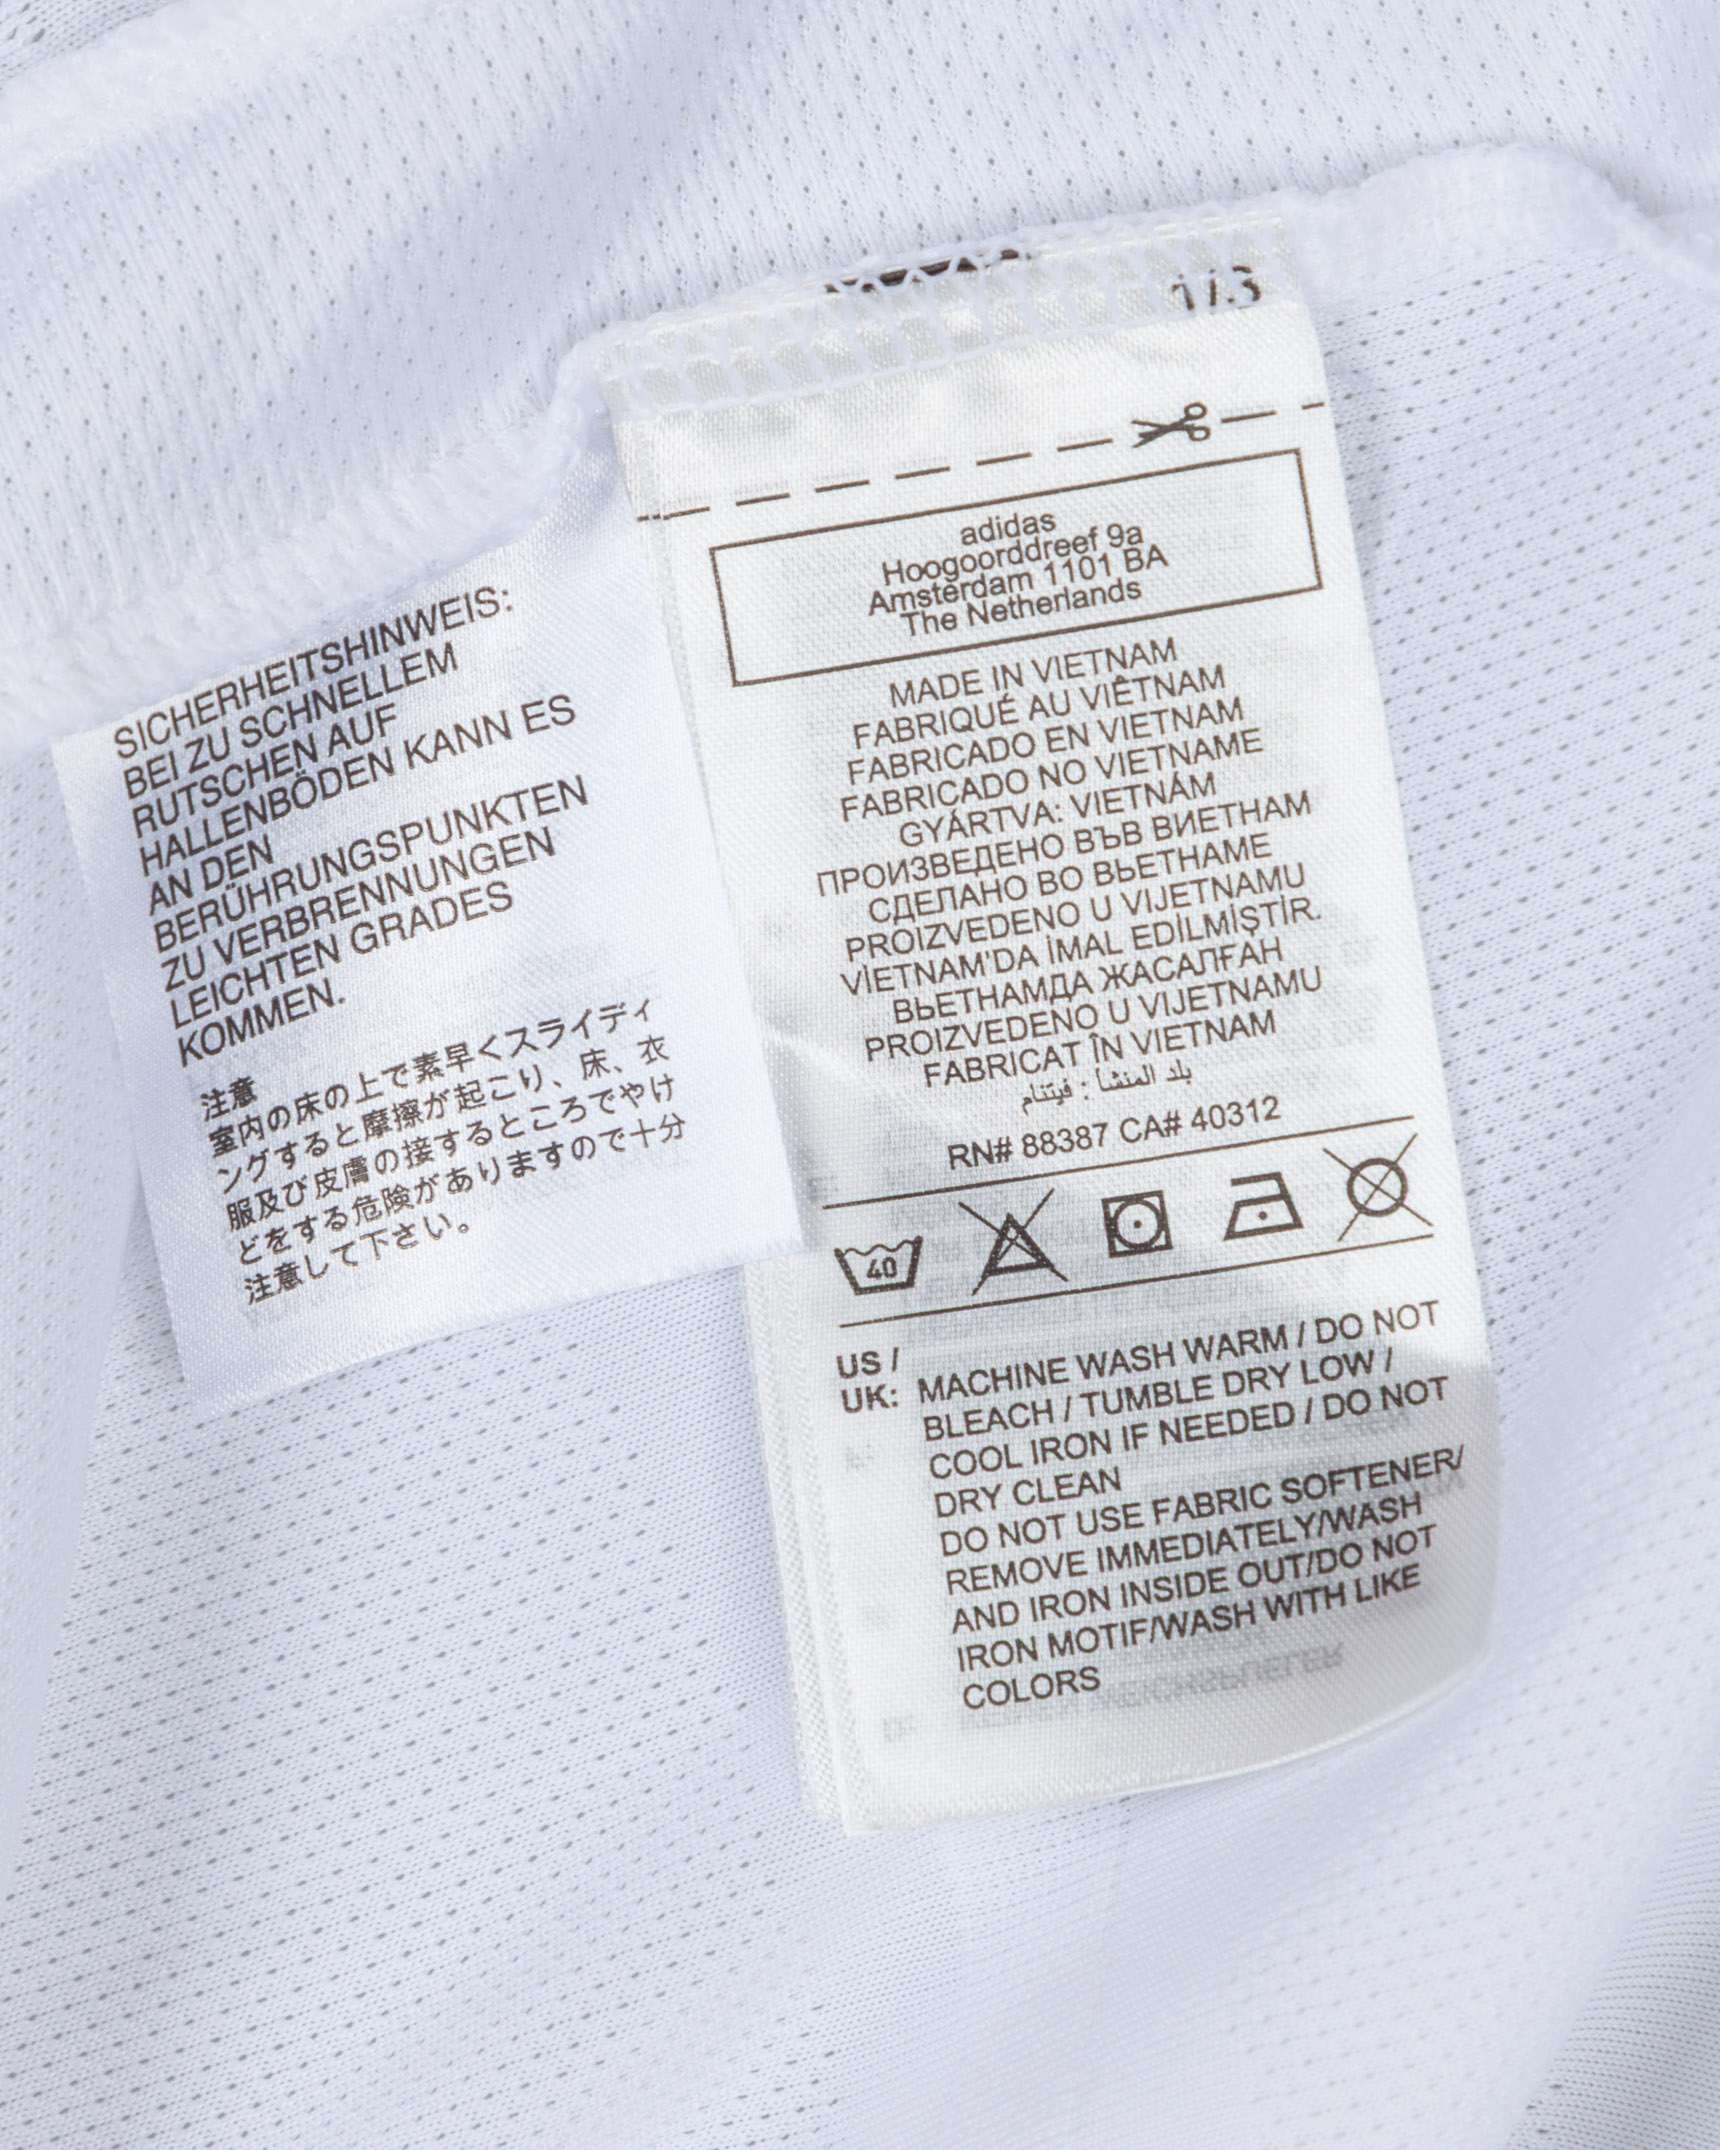 SICHERHEITSHINWEIS:
BEI ZU SCHNELLEM
RUTSCHEN AUF
HALLENBÖDEN KANN ES
AN DEN
BERÜHRUNGSPUNKTEN
ZU VERBRENNUNGEN
LEICHTEN GRADES
KOMMEN.
注意
室内の床の上で素早くスライディ
ングすると摩擦が起こり、床、衣
服及び皮膚の接するところでやけ
どをする危険がありますので十分
注意して下さい。
1/3
adidas
Hoogoorddreef 9a
Amsterdam 1101 BA
The Netherlands
MADE IN VIETNAM
FABRIQUÉ AU VIÊTNAM
FABRICADO EN VIETNAM
FABRICADO NO VIETNAME
GYÁRTVA: VIETNÁM
ПРОИЗВЕДЕНО ВЪВ ВИЕТНАМ
СДЕЛАНО ВО ВЬЕТНАМЕ
PROIZVEDENO U VIJETNAMU
VİETNAM'DA İMAL EDİLMİŞTİR.
ВЬЕТНАМДА ЖАСАЛҒАН
PROIZVEDENO U VIJETNAMU
FABRICAT ÎN VIETNAM
بلد المنشأ : فيتنام
RN# 88387 CA# 40312
40
US /
UK: MACHINE WASH WARM / DO NOT
BLEACH / TUMBLE DRY LOW /
COOL IRON IF NEEDED / DO NOT
DRY CLEAN
DO NOT USE FABRIC SOFTENER/
REMOVE IMMEDIATELY/WASH
AND IRON INSIDE OUT/DO NOT
IRON MOTIF/WASH WITH LIKE
COLORS